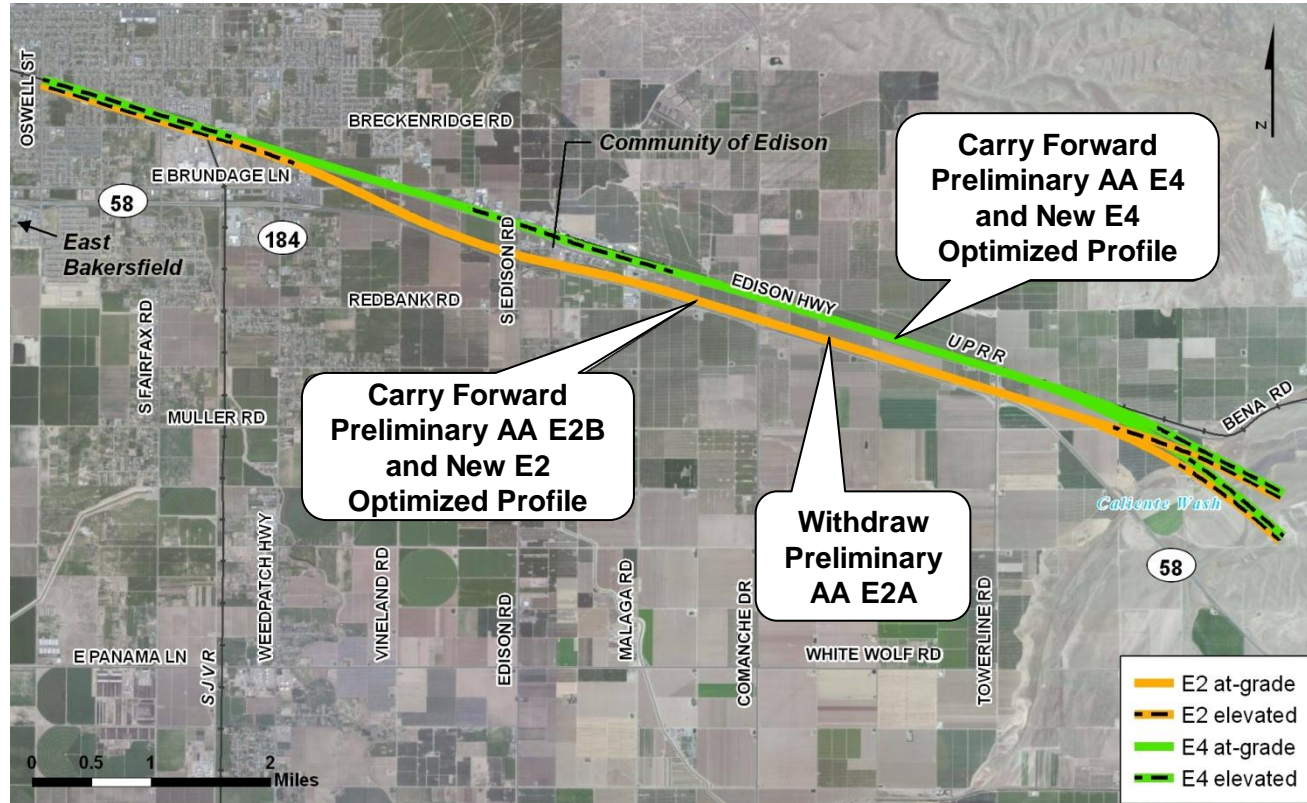 OSWELL ST
BRECKENRIDGE RD
Community of Edison
Carry Forward
Preliminary AA E4
and New E4
Optimized Profile
N
E BRUNDAGE LN
58
184
East
Bakersfield
S EDISON RD
REDBANK RD
EDISON HWY
UPRR
S FAIRFAX RD
MULLER RD
BENA RD
Carry Forward
Preliminary AA E2B
and New E2
Optimized Profile
Withdraw
Preliminary
AA E2A
Caliente Wash
58
WEEDPATCH HWY
VINELAND RD
EDISON RD
MALAGA RD
COMANCHE DR
TOWERLINE RD
E PANAMA LN
SJVR
WHITE WOLF RD
E2 at-grade
E2 elevated
E4 at-grade
E4 elevated
0 0.5 1 2
Miles